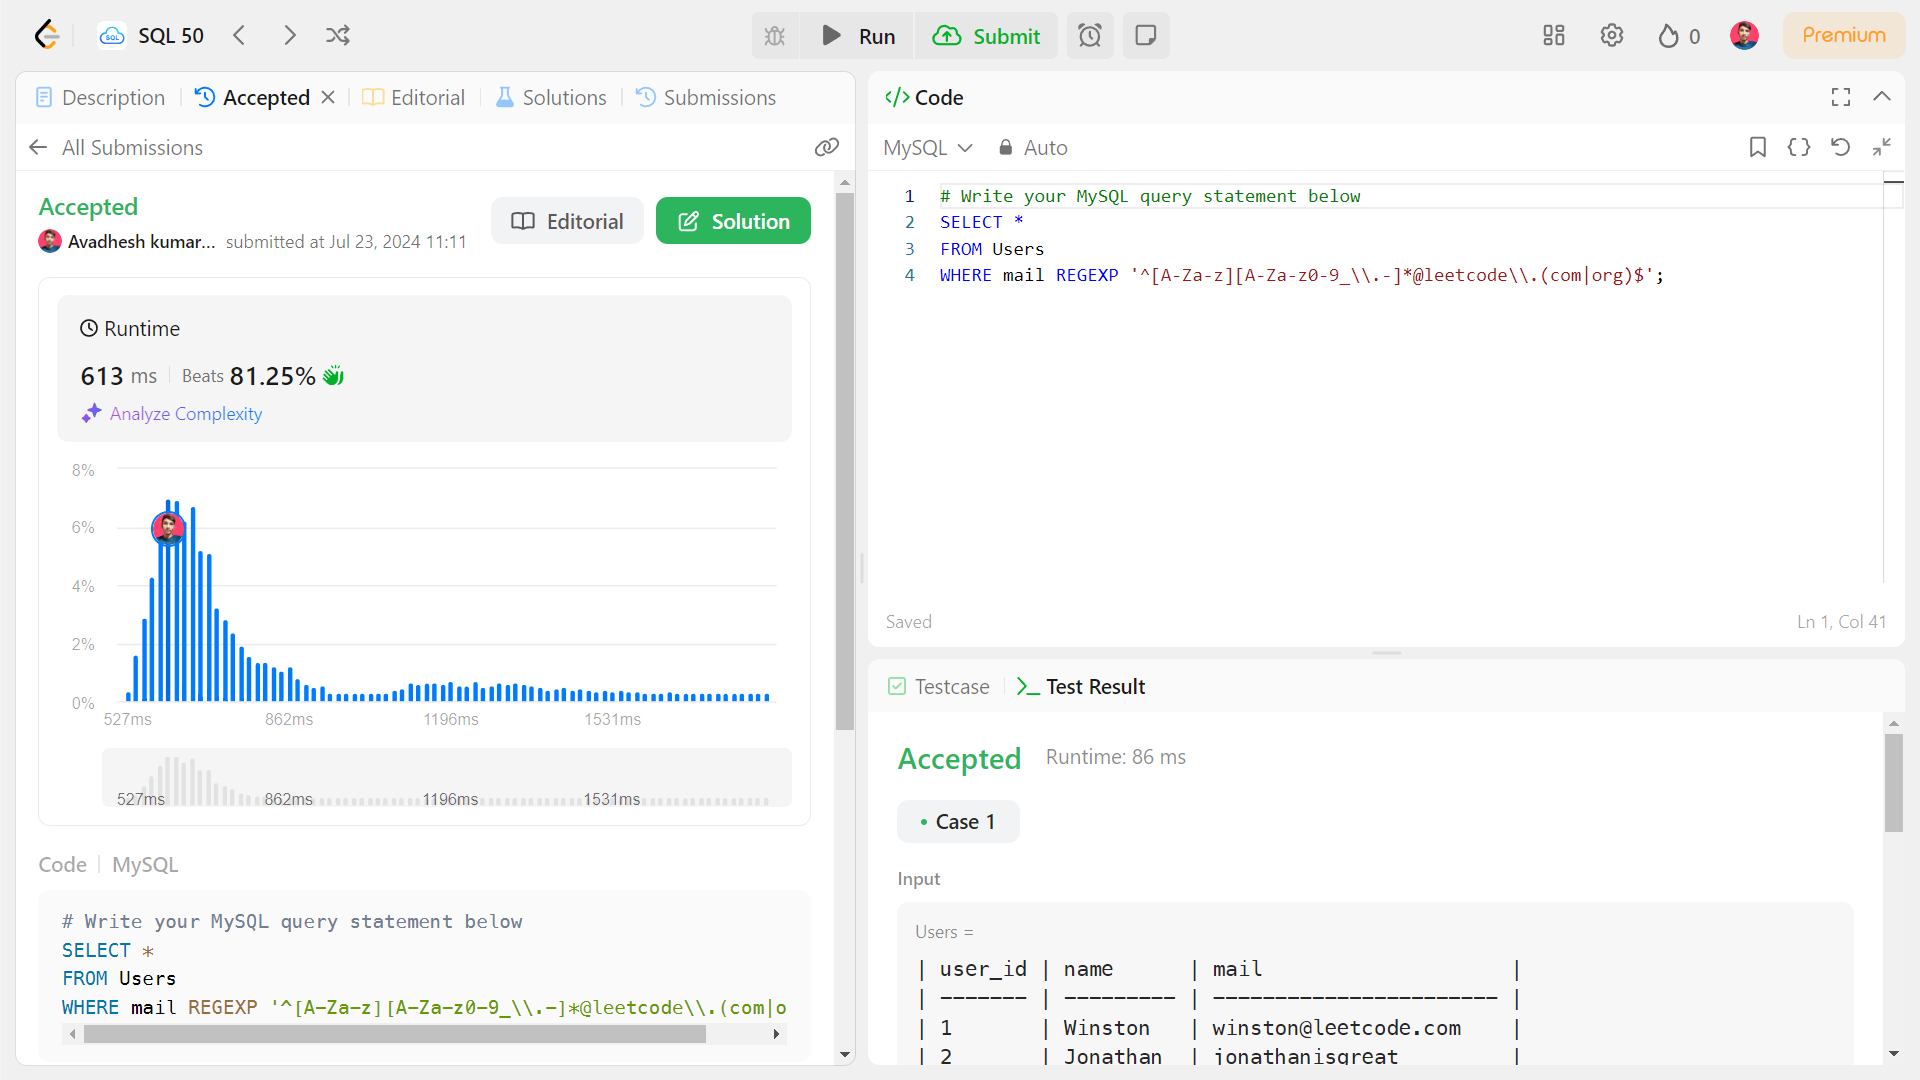 SQL 50
Run
Submit
0
Premium
Description
Accepted
Editorial
Solutions
Submissions
All Submissions
Accepted
Avadhesh kumar... submitted at Jul 23, 2024 11:11
Editorial
Solution
Runtime
613 ms
Beats 81.25%
Analyze Complexity
8%
6%
4%
2%
0%
527ms 862ms 1196ms 1531ms
527ms 862ms 1196ms 1531ms
Code MySQL
# Write your MySQL query statement below
SELECT *
FROM Users
WHERE mail REGEXP '^[A-Za-z][A-Za-z0-9_\\.-]*@leetcode\\.(com|o
</> Code
MySQL
Auto
1 # Write your MySQL query statement below
2 SELECT *
3 FROM Users
4 WHERE mail REGEXP '^[A-Za-z][A-Za-z0-9_\\.-]*@leetcode\\.(com|org)$';
Saved
Ln 1, Col 41
Testcase
Test Result
Accepted
Runtime: 86 ms
Case 1
Input
Users =
| user_id | name | mail |
| ------- | --------- | ----------------------- |
| 1 | Winston | winston@leetcode.com |
| 2 | Jonathan | jonathanisgreat |